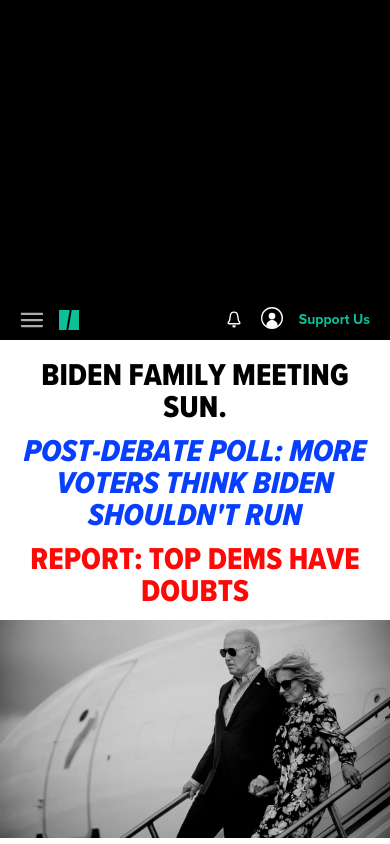 Support Us
BIDEN FAMILY MEETING
SUN.
POST-DEBATE POLL: MORE
VOTERS THINK BIDEN
SHOULDN'T RUN
REPORT: TOP DEMS HAVE
DOUBTS